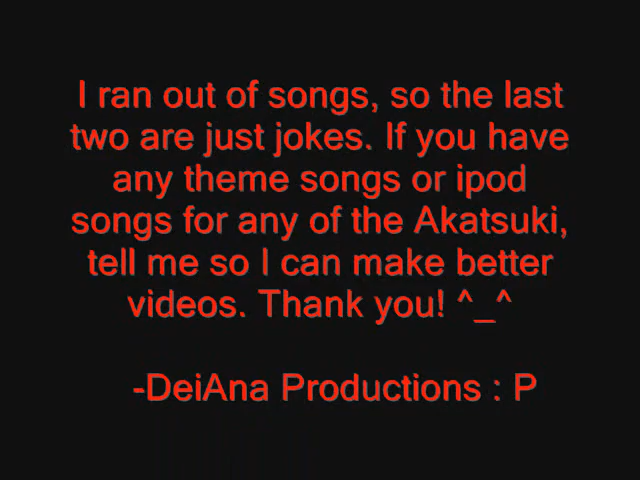 I ran out of songs, so the last
two are just jokes. If you have
any theme songs or ipod
songs for any of the Akatsuki,
tell me so I can make better
videos. Thank you! ^_^
-DeiAna Productions : P